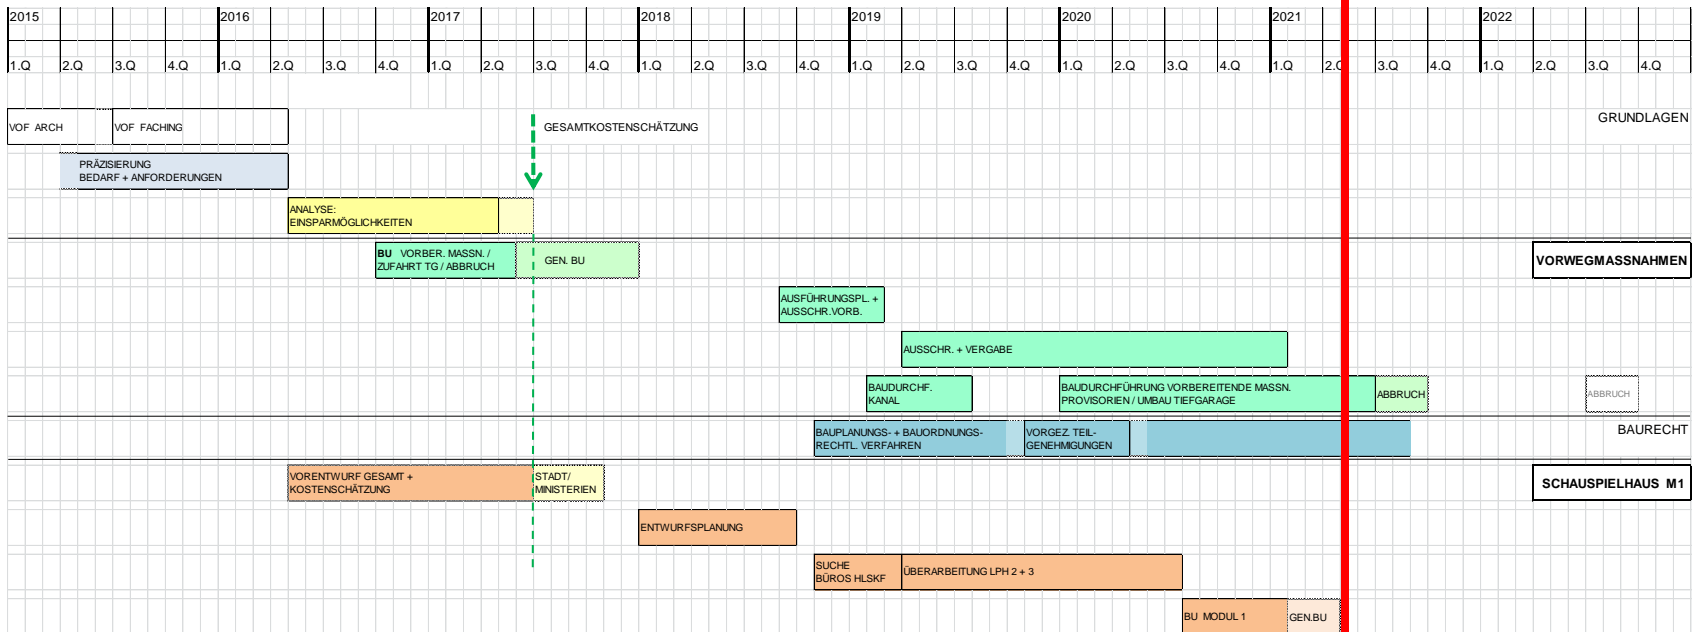 2015 2016 2017 2018 2019 2020 2021 2022
1.Q 2.Q 3.Q 4.Q 1.Q 2.Q 3.Q 4.Q 1.Q 2.Q 3.Q 4.Q 1.Q 2.Q 3.Q 4.Q 1.Q 2.Q 3.Q 4.Q 1.Q 2.Q 3.Q 4.Q 1.Q 2.Q 3.Q 4.Q 1.Q 2.Q 3.Q 4.Q
GRUNDLAGEN
VOF ARCH VOF FACHING GESAMTKOSTENSCHÄTZUNG
PRÄZISIERUNG
BEDARF + ANFORDERUNGEN
ANALYSE:
EINSPARMÖGLICHKEITEN
BU VORBER. MASSN. /
ZUFAHRT TG / ABBRUCH
GEN. BU
VORWEGMASSNAHMEN
AUSFÜHRUNGSPL. +
AUSSCHR.VORB.
AUSSCHR. + VERGABE
BAUDURCHF.
KANAL
BAUDURCHFÜHRUNG VORBEREITENDE MASSN.
PROVISORIEN / UMBAU TIEFGARAGE
ABBRUCH
ABBRUCH
BAUPLANUNGS- + BAUORDNUNGS-
RECHTL. VERFAHREN
VORGEZ. TEIL-
GENEHMIGUNGEN
BAURECHT
VORENTWURF GESAMT +
KOSTENSCHÄTZUNG
STADT/
MINISTERIEN
SCHAUSPIELHAUS M1
ENTWURFSPLANUNG
SUCHE
BÜROS HLSKF
ÜBERARBEITUNG LPH 2 + 3
BU MODUL 1 GEN.BU